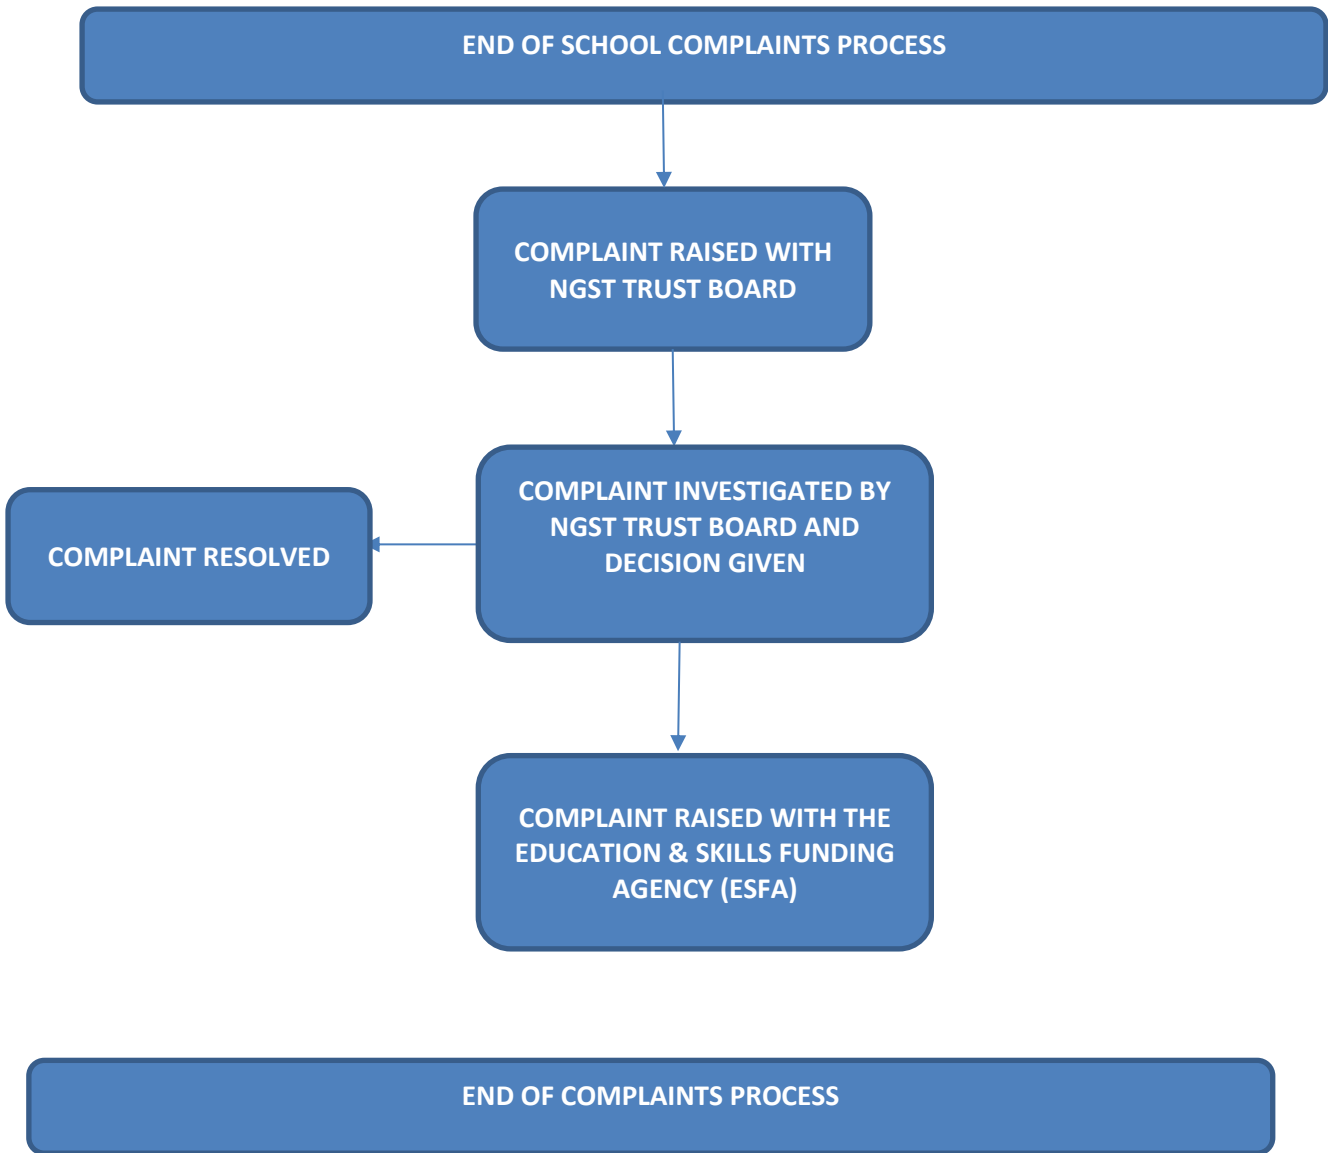 END OF SCHOOL COMPLAINTS PROCESS
COMPLAINT RAISED WITH
NGST TRUST BOARD
COMPLAINT INVESTIGATED BY
NGST TRUST BOARD AND
DECISION GIVEN
COMPLAINT RESOLVED
COMPLAINT RAISED WITH THE
EDUCATION & SKILLS FUNDING
AGENCY (ESFA)
END OF COMPLAINTS PROCESS